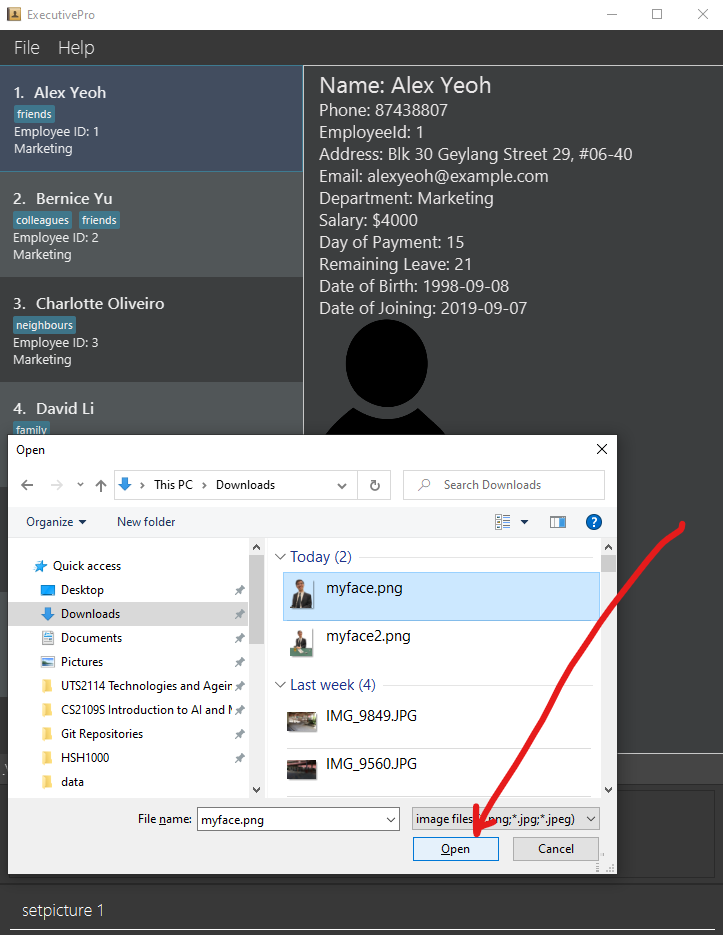 ExecutivePro
File Help
1. Alex Yeoh
friends
Employee ID: 1
Marketing
2. Bernice Yu
colleagues friends
Employee ID: 2
Marketing
3. Charlotte Oliveiro
neighbours
Employee ID: 3
Marketing
4. David Li
family
Name: Alex Yeoh
Phone: 87438807
EmployeeId: 1
Address: Blk 30 Geylang Street 29, #06-40
Email: alexyeoh@example.com
Department: Marketing
Salary: $4000
Day of Payment: 15
Remaining Leave: 21
Date of Birth: 1998-09-08
Date of Joining: 2019-09-07
Open
This PC > Downloads
Search Downloads
Organize
New folder
Quick access
Desktop
Downloads
Documents
Pictures
UTS2114 Technologies and Agein
CS2109S Introduction to AI and
Git Repositories
HSH1000
data
Today (2)
myface.png
myface2.png
Last week (4)
IMG_9849.JPG
IMG_9560.JPG
File name: myface.png
image files png;*.jpg;*.jpeg)
Open Cancel
setpicture 1